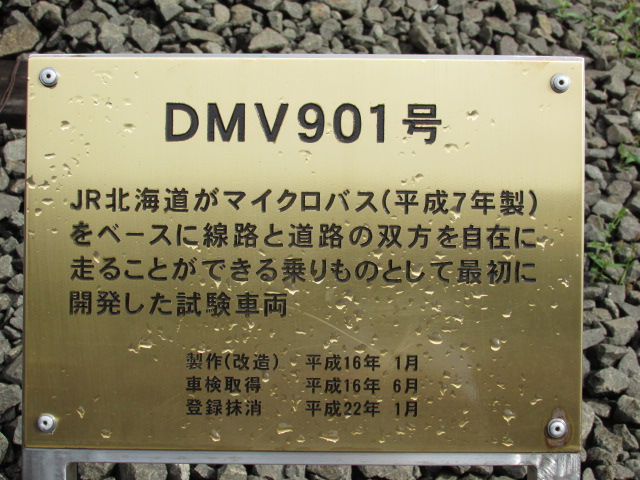 DMV901号
JR北海道がマイクロバス(平成7年製)
をベースに線路と道路の双方を自在に
走ることができる乗りものとして最初に
開発した試験車両
製作(改造) 平成16年 1月
車検取得 平成16年 6月
登録抹消 平成22年 1月